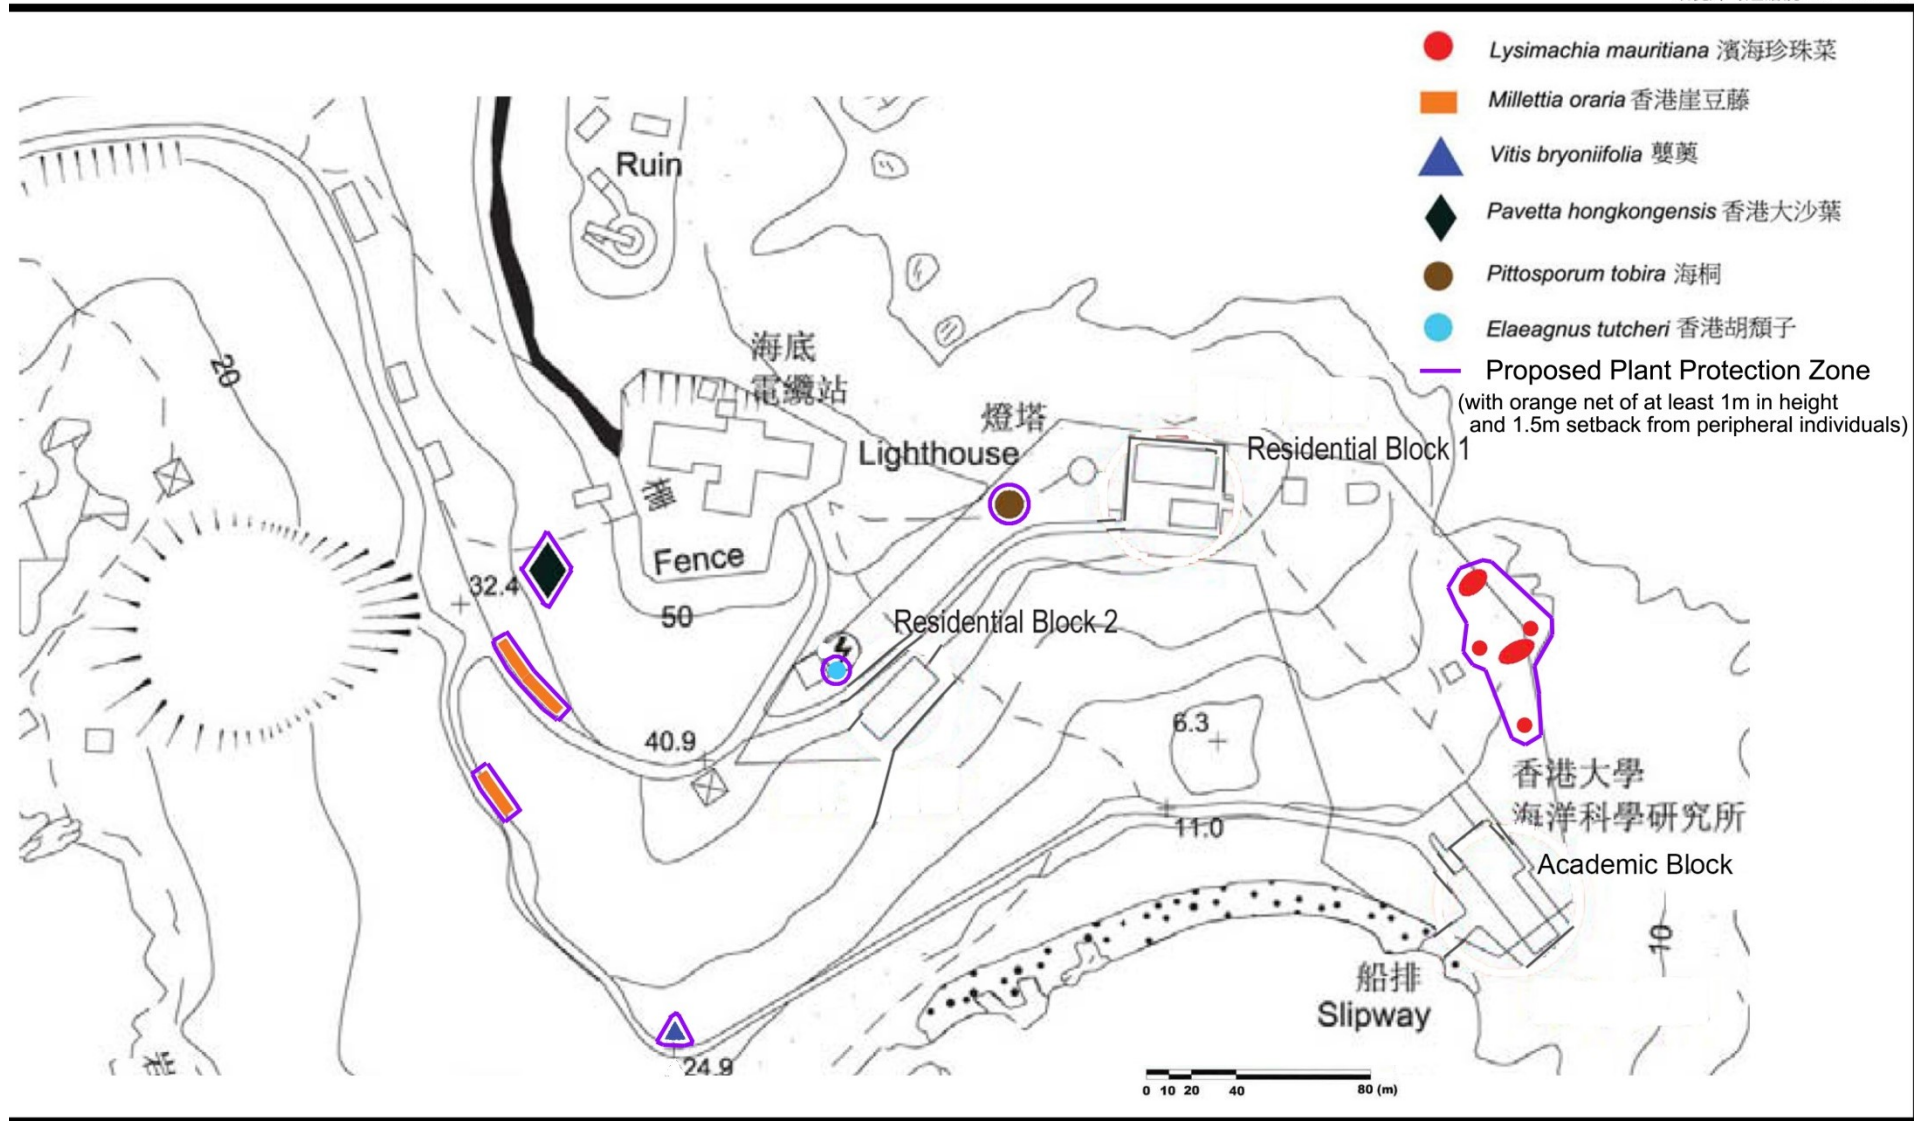 Lysimachia mauritiana 濱海珍珠菜
Millettia oraria 香港崖豆藤
Vitis bryoniifolia 蘡薁
Pavetta hongkongensis 香港大沙葉
Pittosporum tobira 海桐
Elaeagnus tutcheri 香港胡頹子
Proposed Plant Protection Zone
(with orange net of at least 1m in height
and 1.5m setback from peripheral individuals)
Ruin
20
海底
電纜站
燈塔
Lighthouse
Residential Block 1
Fence
32.4
50
Residential Block 2
40.9
6.3
11.0
香港大學
海洋科學研究所
Academic Block
10
船排
Slipway
24.9
0 10 20 40 80 (m)